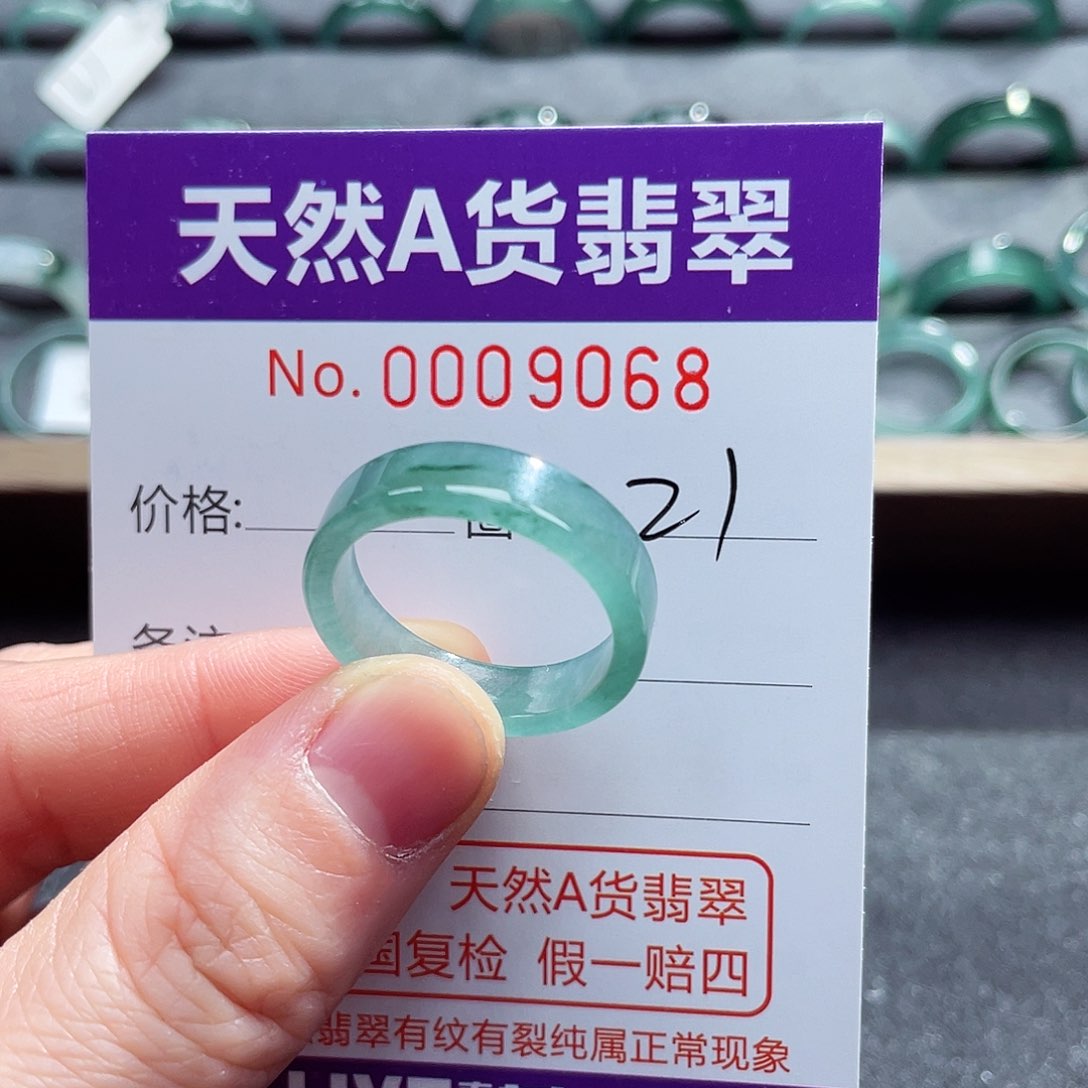 天然A货翡翠
No. 0009068
价格: 21
国复检 假一赔四
天然A货翡翠
翡翠有纹有裂纯属正常现象